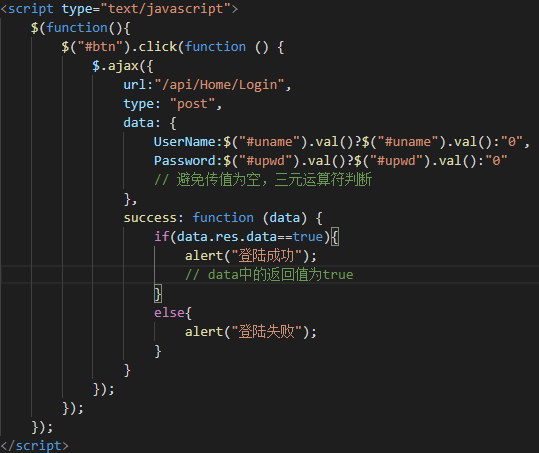 <script type="text/javascript">
$(function(){
$("#btn").click(function () {
$.ajax({
url:"/api/Home/Login",
type: "post",
data: {
UserName:$("#uname").val()?$("#uname").val():"0",
Password:$("#upwd").val()?$("#upwd").val():"0"
// 避免传值为空，三元运算符判断
},
success: function (data) {
if(data.res.data==true){
alert("登陆成功");
// data中的返回值为true
}
else{
alert("登陆失败");
}
}
});
});
});
</script>